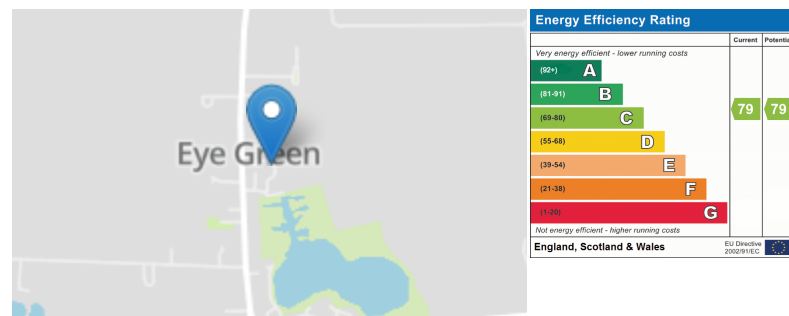 Eye Green
Energy Efficiency Rating
Current Potentia
Very energy efficient - lower running costs
(92+) A
(81-91) B
(69-80) C
79 79
(55-68) D
(39-54) E
(21-38) F
(1-20) G
Not energy efficient - higher running costs
England, Scotland & Wales
EU Directive
2002/91/EC